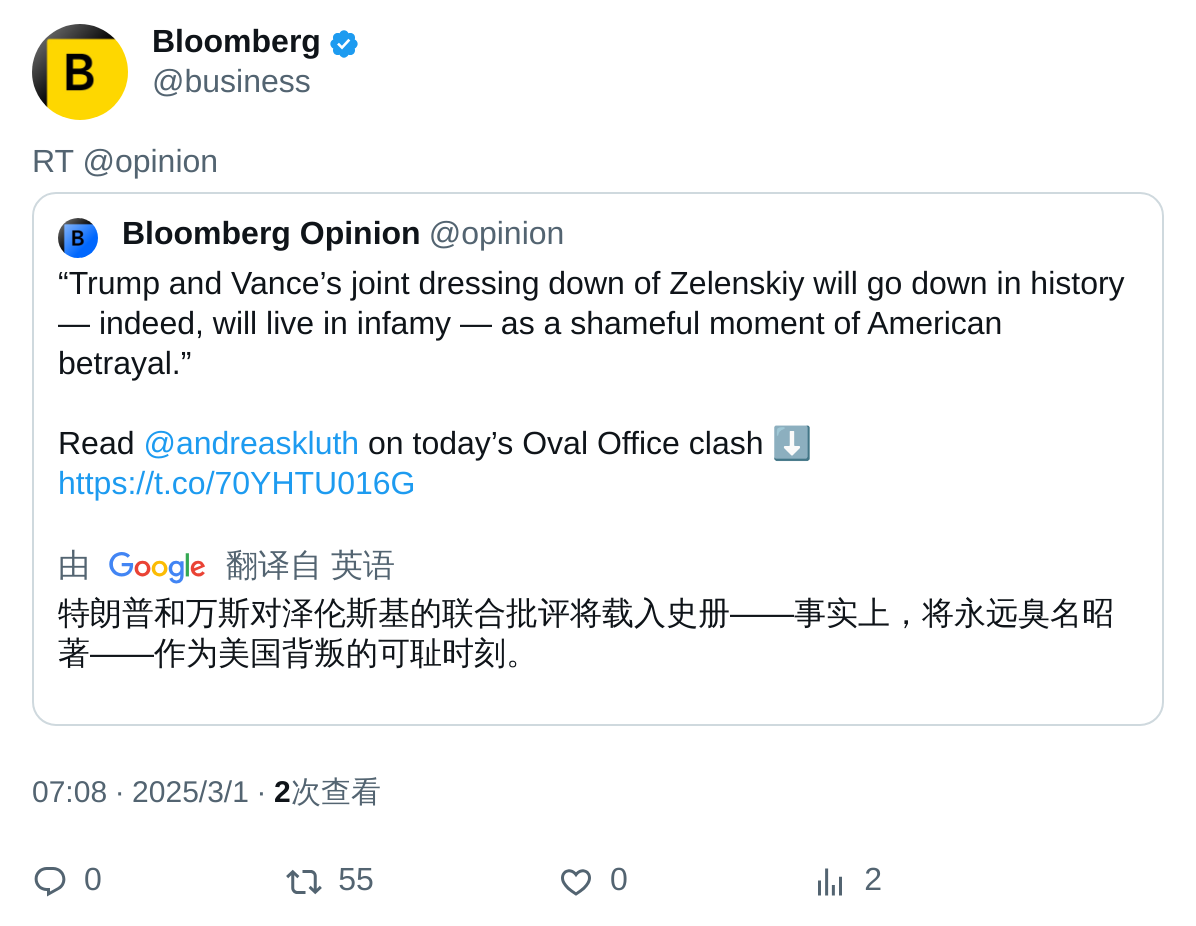 B
Bloomberg
@business
RT @opinion
B
Bloomberg Opinion @opinion
“Trump and Vance’s joint dressing down of Zelenskiy will go down in history
— indeed, will live in infamy — as a shameful moment of American
betrayal.”
Read @andreaskluth on today’s Oval Office clash ⬇️
https://t.co/70YHTU016G
由 Google 翻译自 英语
特朗普和万斯对泽伦斯基的联合批评将载入史册——事实上，将永远臭名昭
著——作为美国背叛的可耻时刻。
07:08 · 2025/3/1 · 2次查看
0 55 0 2